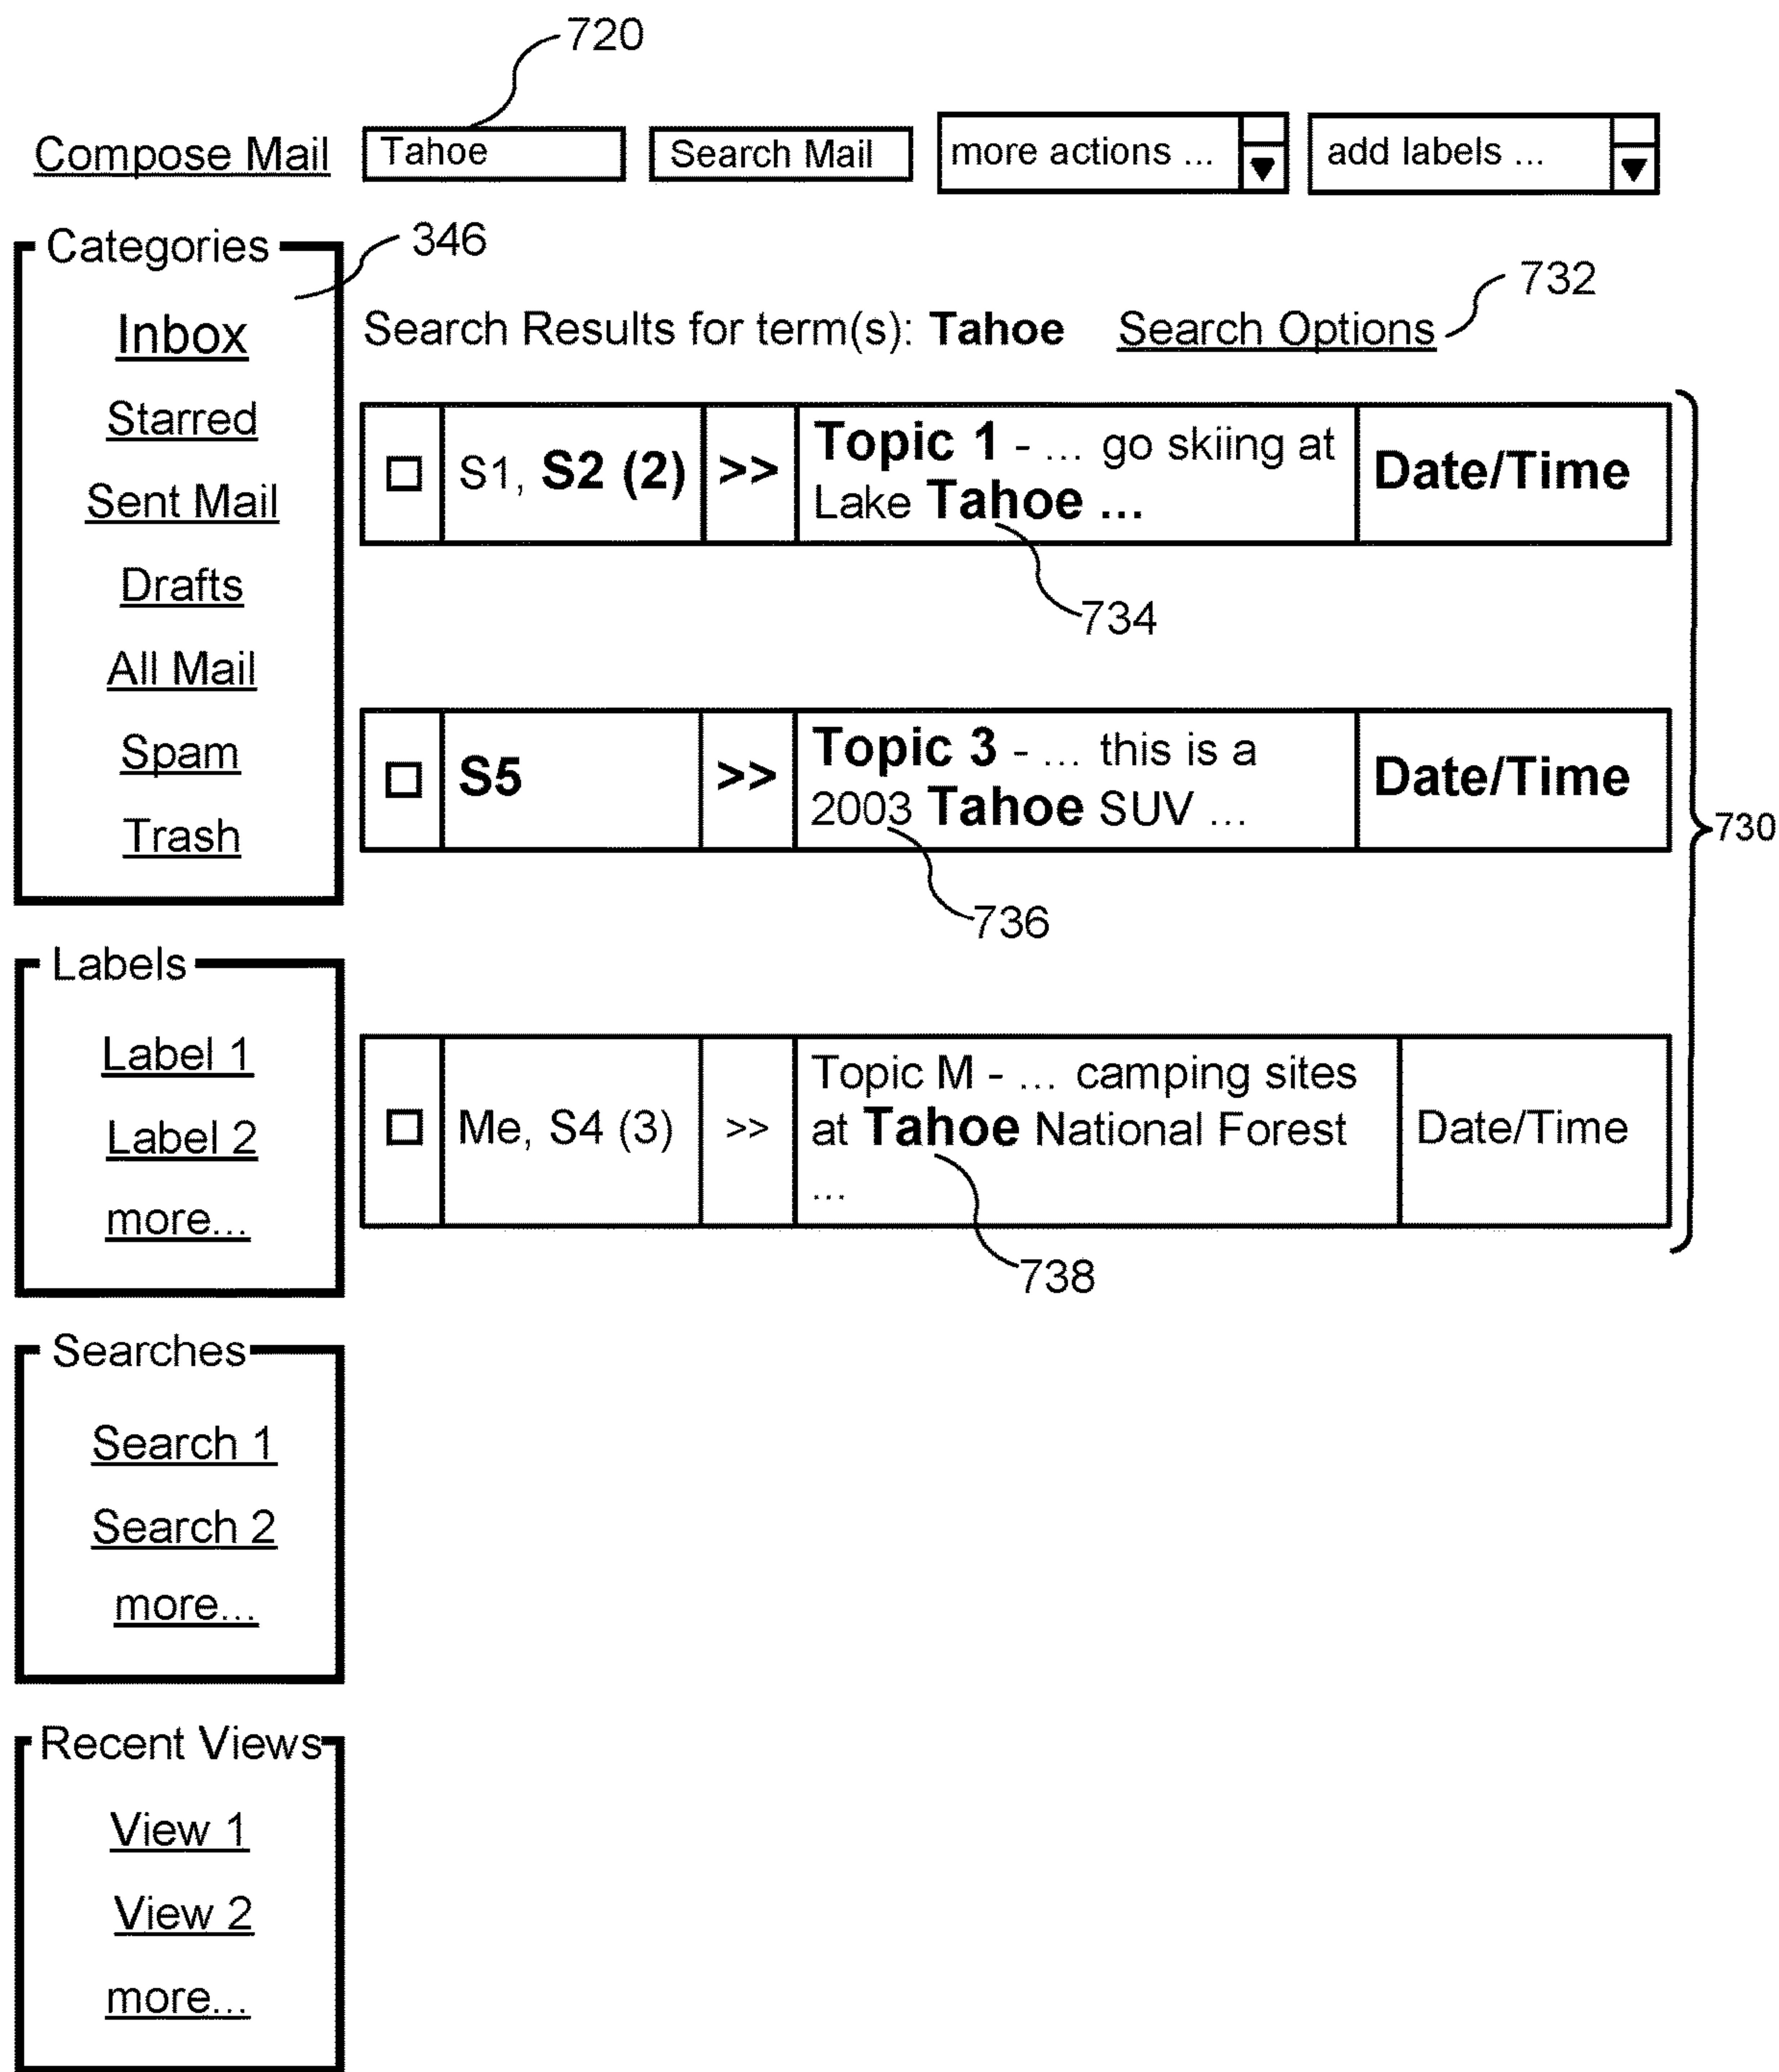 720
Compose Mail Tahoe Search Mail more actions ... add labels ...
Categories
346
Inbox
Starred
Sent Mail
Drafts
All Mail
Spam
Trash
Search Results for term(s): Tahoe Search Options
732
S1, S2 (2) >> Topic 1 - ... go skiing at
Lake Tahoe ...
Date/Time
734
S5 >> Topic 3 - ... this is a
2003 Tahoe SUV ...
Date/Time
736
730
Me, S4 (3) >> Topic M - ... camping sites
at Tahoe National Forest
...
Date/Time
738
Labels
Label 1
Label 2
more...
Searches
Search 1
Search 2
more...
Recent Views
View 1
View 2
more...